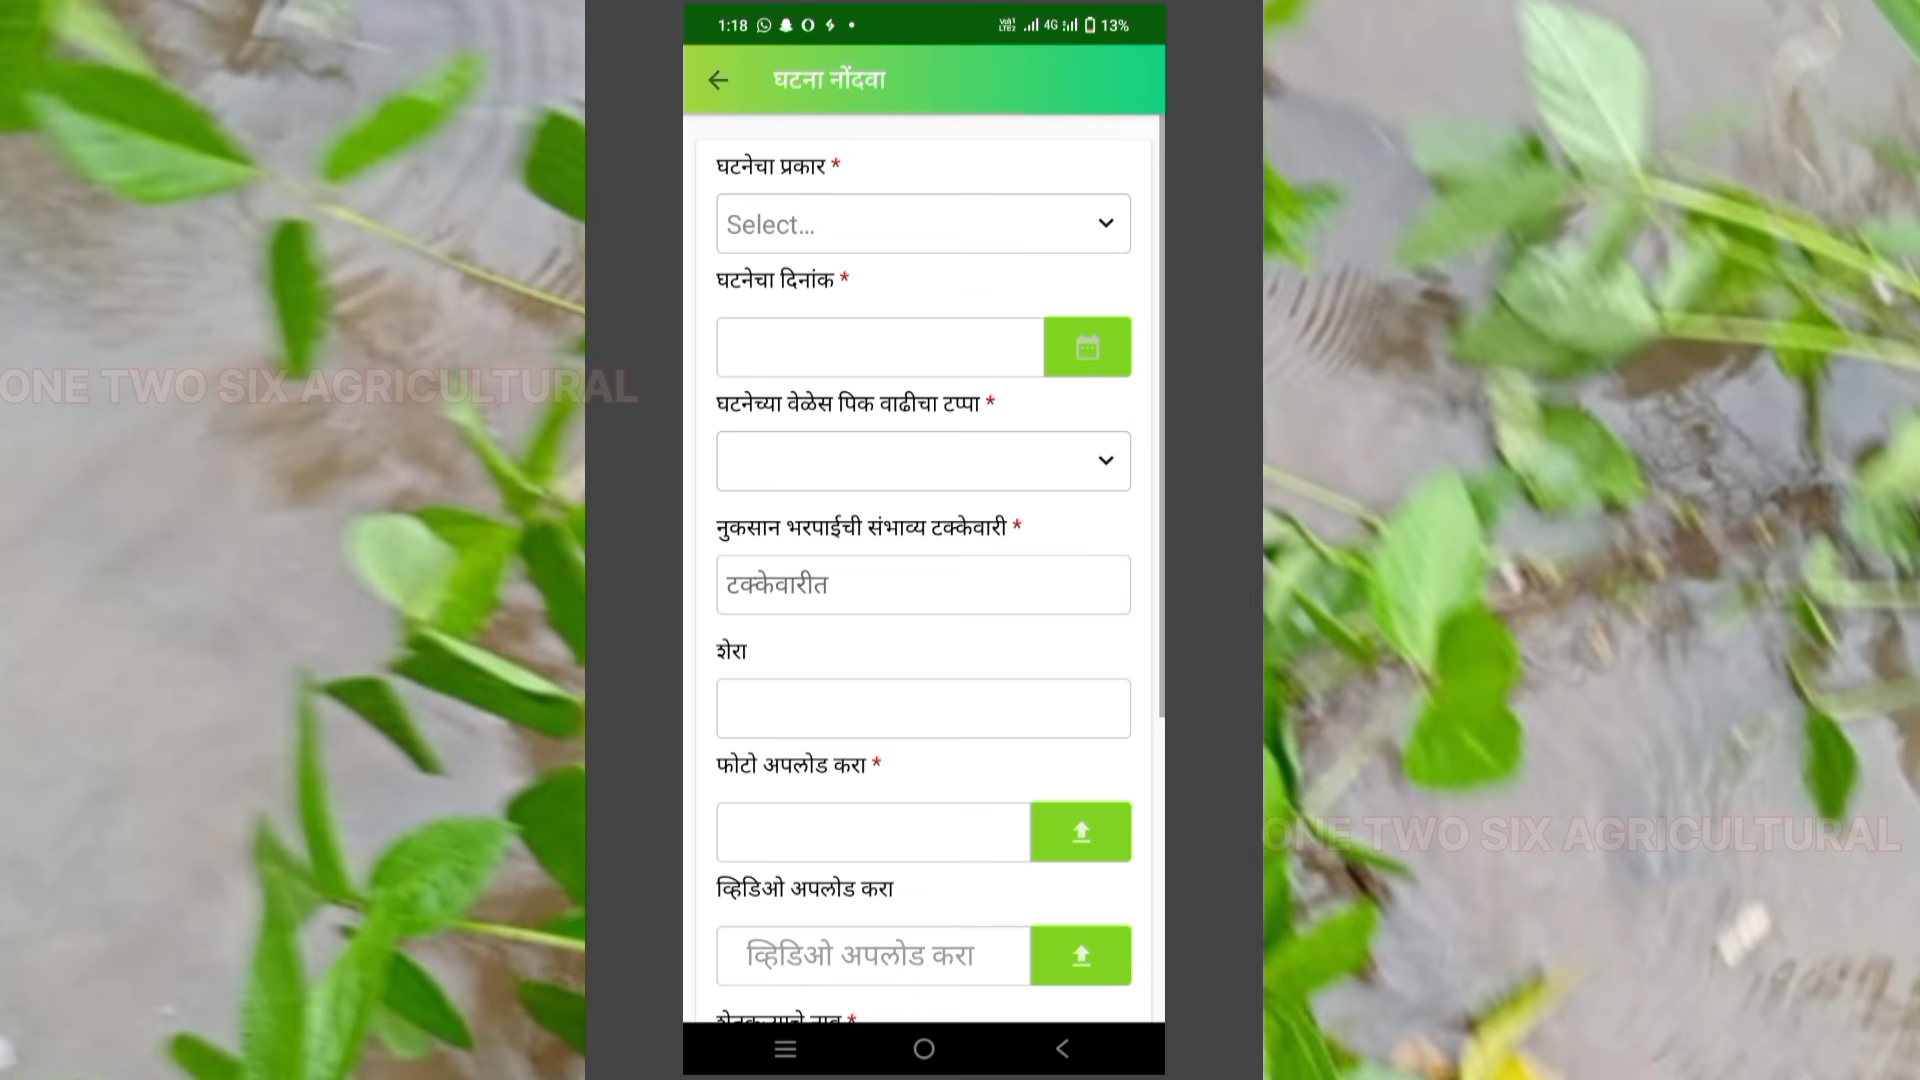 1:18
4G
13%
घटना नोंदवा
घटनेचा प्रकार *
Select...
घटनेचा दिनांक *
घटनेच्या वेळेस पिक वाढीचा टप्पा *
नुकसान भरपाईची संभाव्य टक्केवारी *
टक्केवारीत
शेरा
फोटो अपलोड करा *
व्हिडिओ अपलोड करा
व्हिडिओ अपलोड करा
ONE TWO SIX AGRICULTURAL
ONE TWO SIX AGRICULTURAL